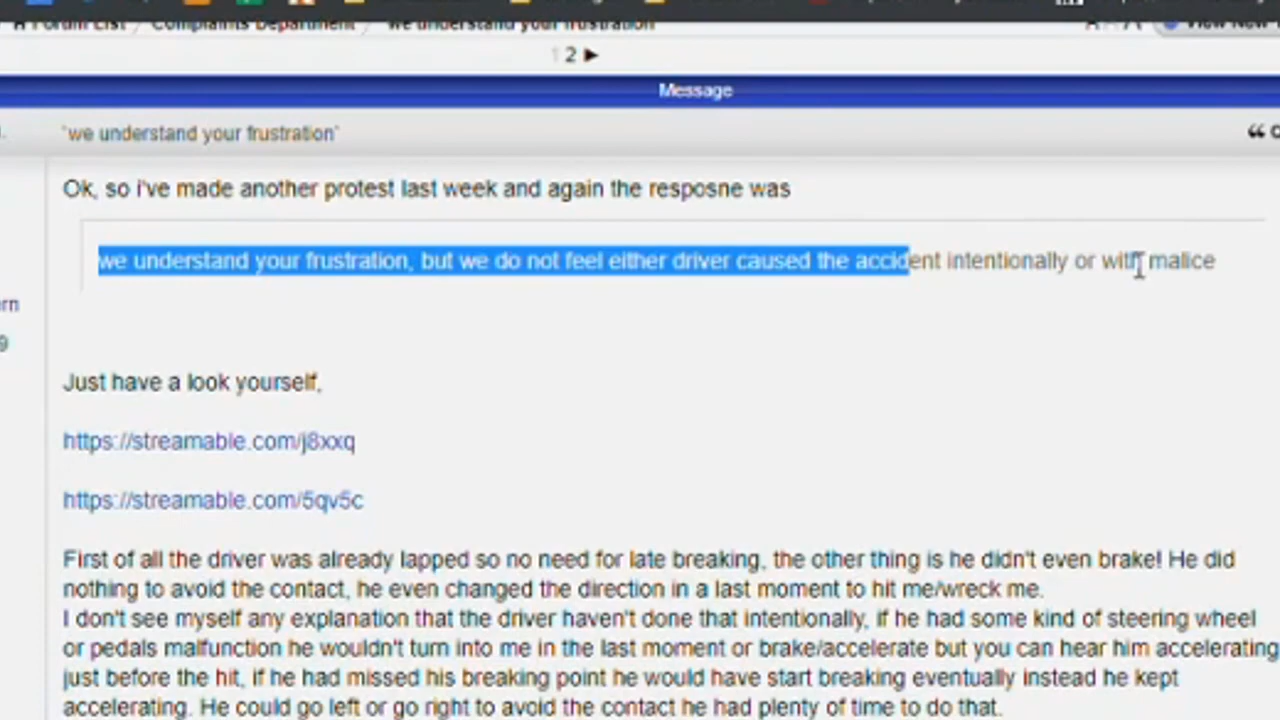 Forum List / Complaints Department / 'we understand your frustration'
1 2 ►
Message
'we understand your frustration'
Ok, so i've made another protest last week and again the resposne was
we understand your frustration, but we do not feel either driver caused the accident intentionally or with malice
Just have a look yourself,
https://streamable.com/j8xxq
https://streamable.com/5qv5c
First of all the driver was already lapped so no need for late breaking, the other thing is he didn't even brake! He did
nothing to avoid the contact, he even changed the direction in a last moment to hit me/wreck me.
I don't see myself any explanation that the driver haven't done that intentionally, if he had some kind of steering wheel
or pedals malfunction he wouldn't turn into me in the last moment or brake/accelerate but you can hear him accelerating
just before the hit, if he had missed his breaking point he would have start breaking eventually instead he kept
accelerating. He could go left or go right to avoid the contact he had plenty of time to do that.